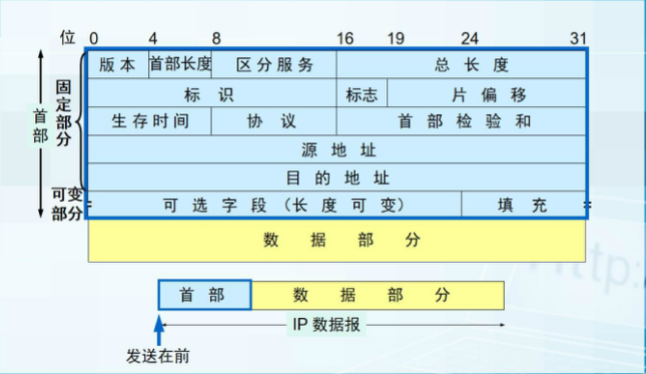 位 0 4 8 16 19 24 31
版本 首部长度 区分服务 总长度
标识 标志 片偏移
生存时间 协议 首部检验和
源地址
目的地址
可选字段（长度可变） 填充
数据部分
首部
固定部分
可变部分
首部 数据部分
IP 数据报
发送在前